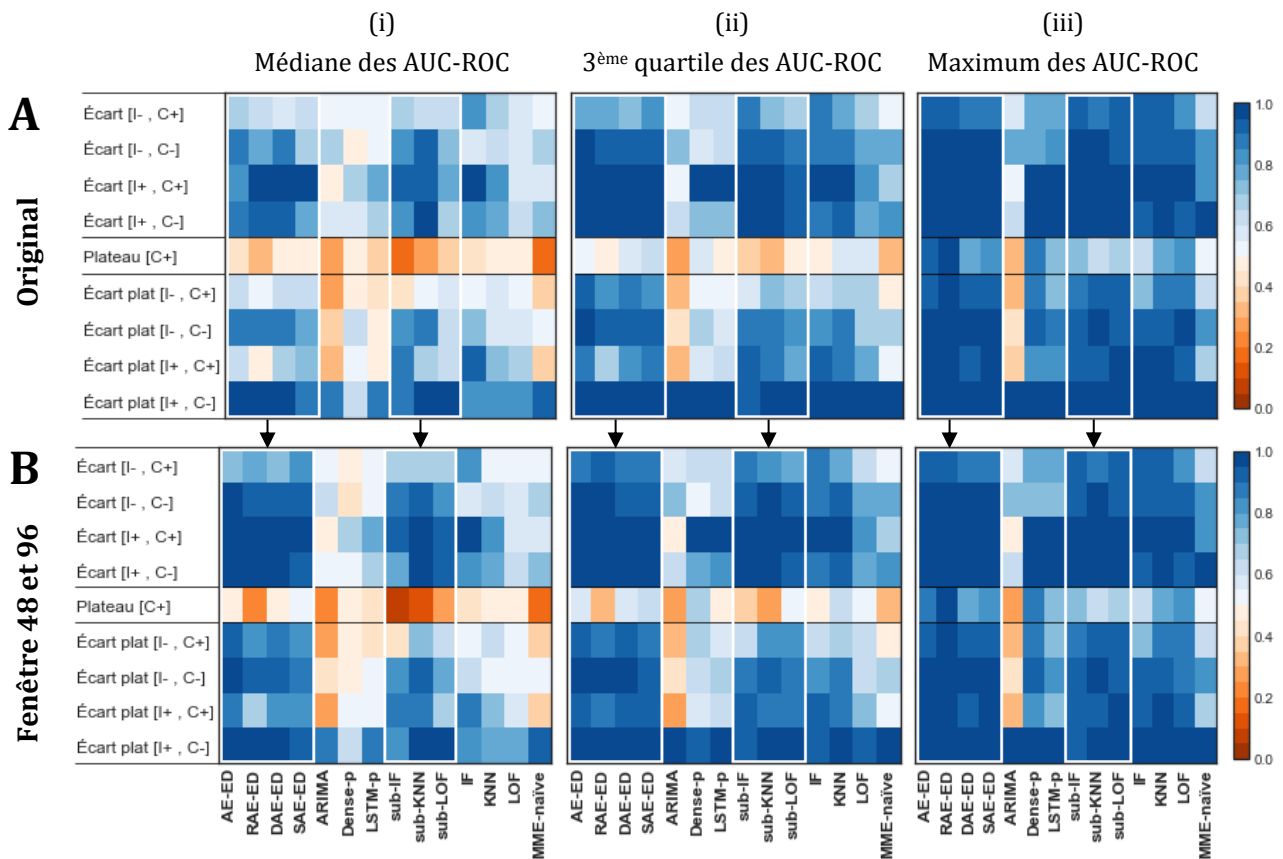 (i) (ii) (iii)
Médiane des AUC-ROC 3ème quartile des AUC-ROC Maximum des AUC-ROC
A
Original
Écart [I- , C+]
Écart [I- , C-]
Écart [I+ , C+]
Écart [I+ , C-]
Plateau [C+]
Écart plat [I- , C+]
Écart plat [I- , C-]
Écart plat [I+ , C+]
Écart plat [I+ , C-]
1.0
0.8
0.6
0.4
0.2
0.0
B
Fenêtre 48 et 96
Écart [I- , C+]
Écart [I- , C-]
Écart [I+ , C+]
Écart [I+ , C-]
Plateau [C+]
Écart plat [I- , C+]
Écart plat [I- , C-]
Écart plat [I+ , C+]
Écart plat [I+ , C-]
1.0
0.8
0.6
0.4
0.2
0.0
AE-ED RAE-ED DAE-ED SAE-ED ARIMA Dense-p LSTM-p sub-IF sub-KNN sub-LOF IF KNN LOF MME-naïve AE-ED RAE-ED DAE-ED SAE-ED ARIMA Dense-p LSTM-p sub-IF sub-KNN sub-LOF IF KNN LOF MME-naïve AE-ED RAE-ED DAE-ED SAE-ED ARIMA Dense-p LSTM-p sub-IF sub-KNN sub-LOF IF KNN LOF MME-naïve